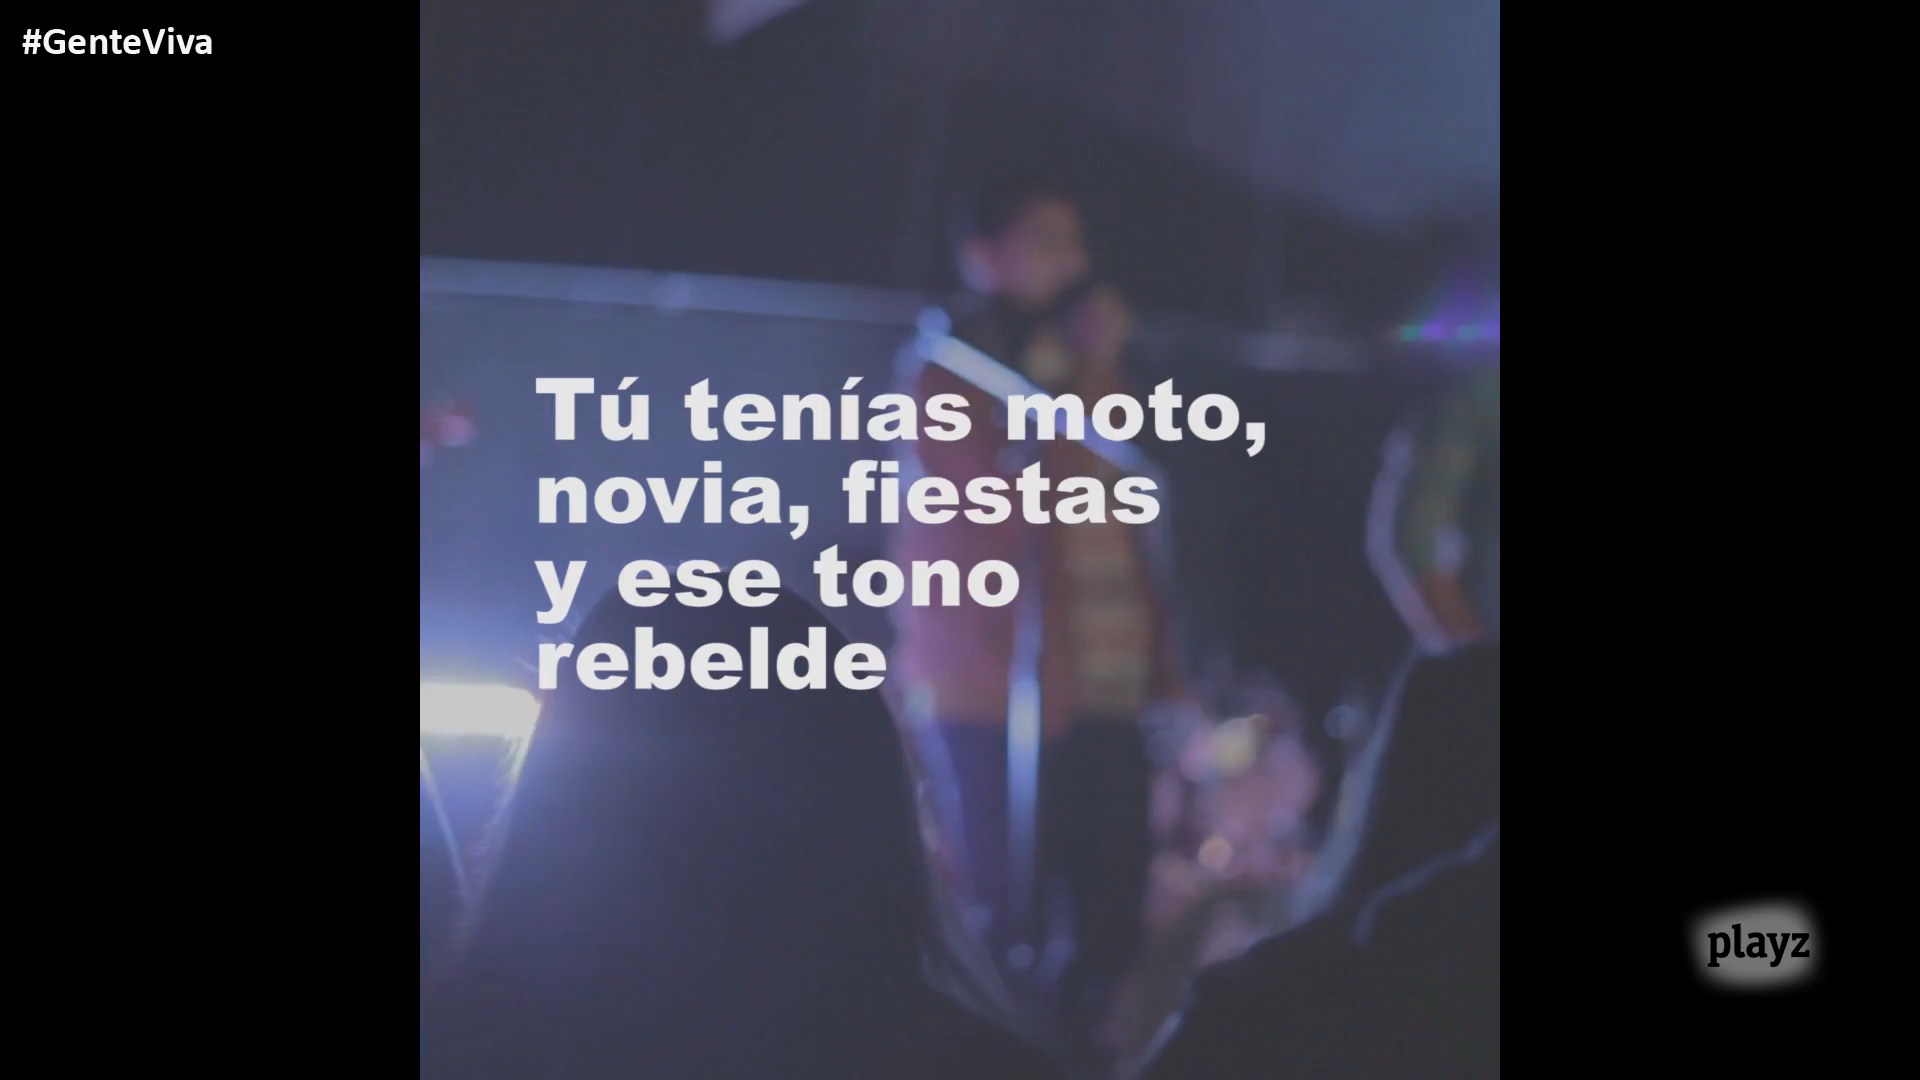 #GenteViva
Tú tenías moto,
novia, fiestas
y ese tono
rebelde
playz